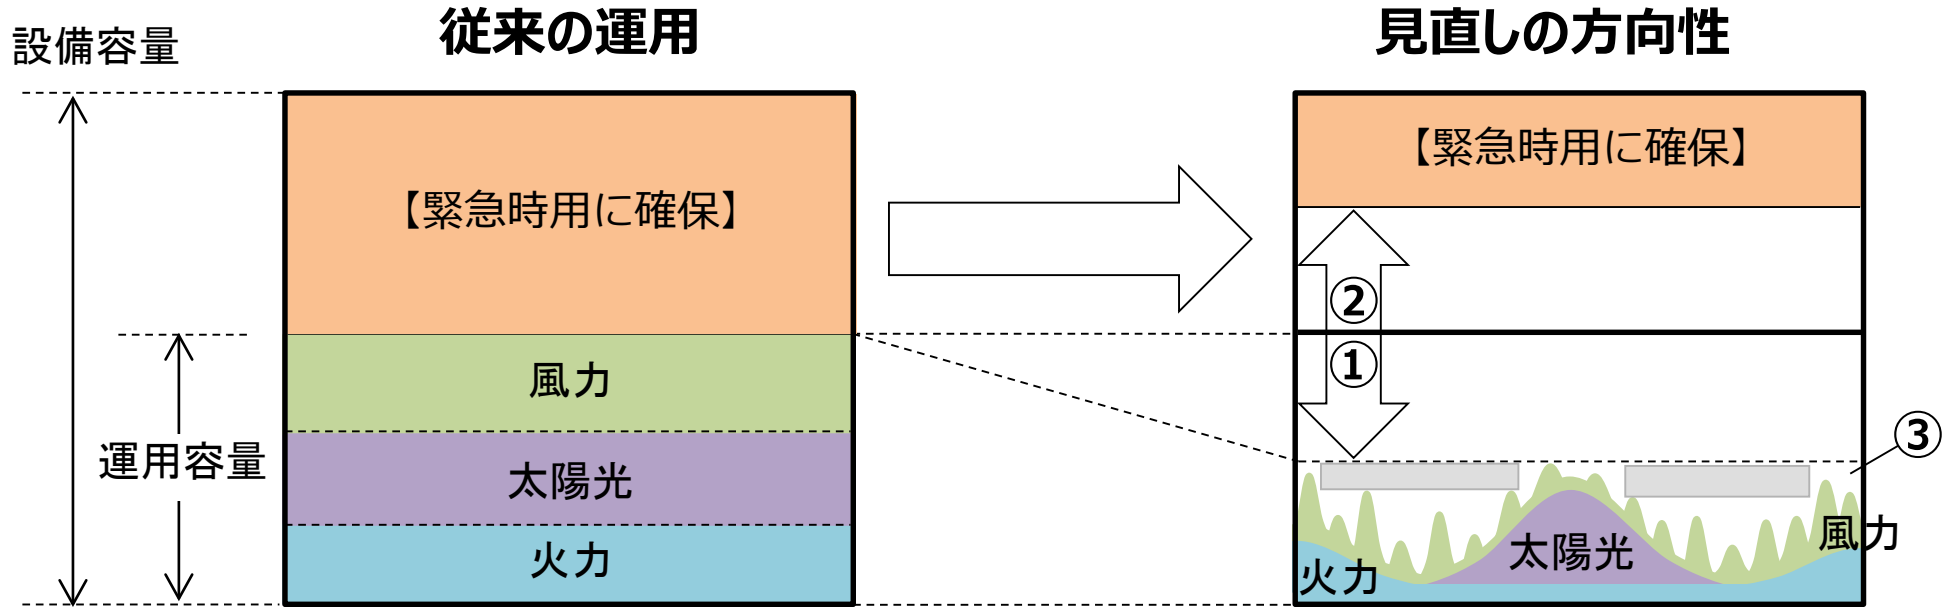 従来の運用
見直しの方向性
設備容量
【緊急時用に確保】
風力
太陽光
火力
運用容量
【緊急時用に確保】
②
①
③
風力
太陽光
火力